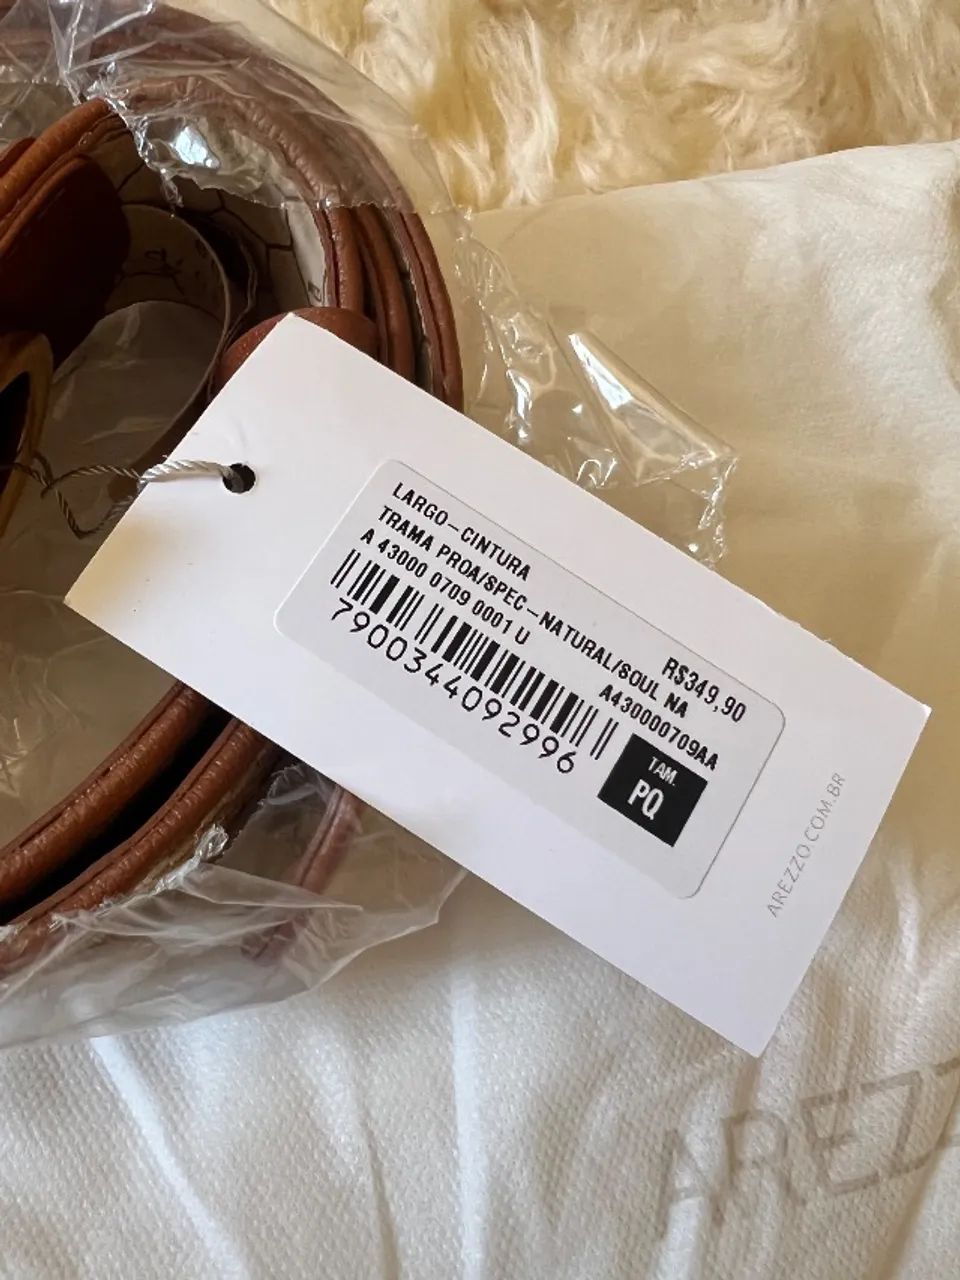 LARGO-CINTURA
TRAMA PROA/SPEC-NATURAL/SOUL NA
A 43000 0709 0001 U
R$349,90
A430000709AA
7900344092996
TAM.
PQ
AREZZO.COM.BR